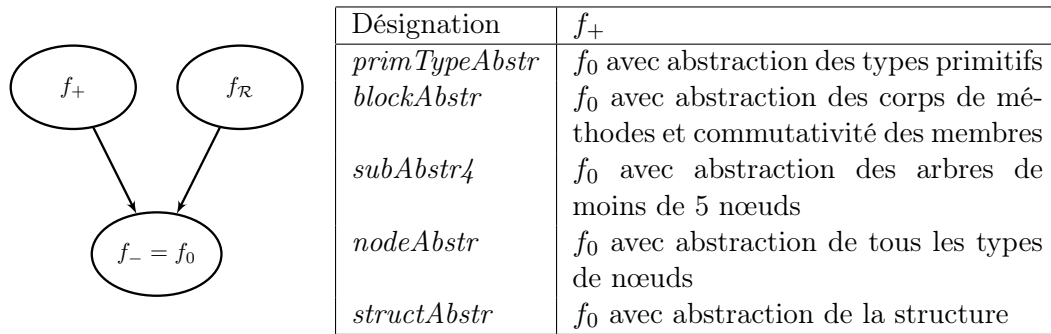 f₊
f_ℛ
f₋ = f₀
Désignation f₊
primTypeAbstr f₀ avec abstraction des types primitifs
blockAbstr f₀ avec abstraction des corps de mé-
thodes et commutativité des membres
subAbstr4 f₀ avec abstraction des arbres de
moins de 5 nœuds
nodeAbstr f₀ avec abstraction de tous les types
de nœuds
structAbstr f₀ avec abstraction de la structure